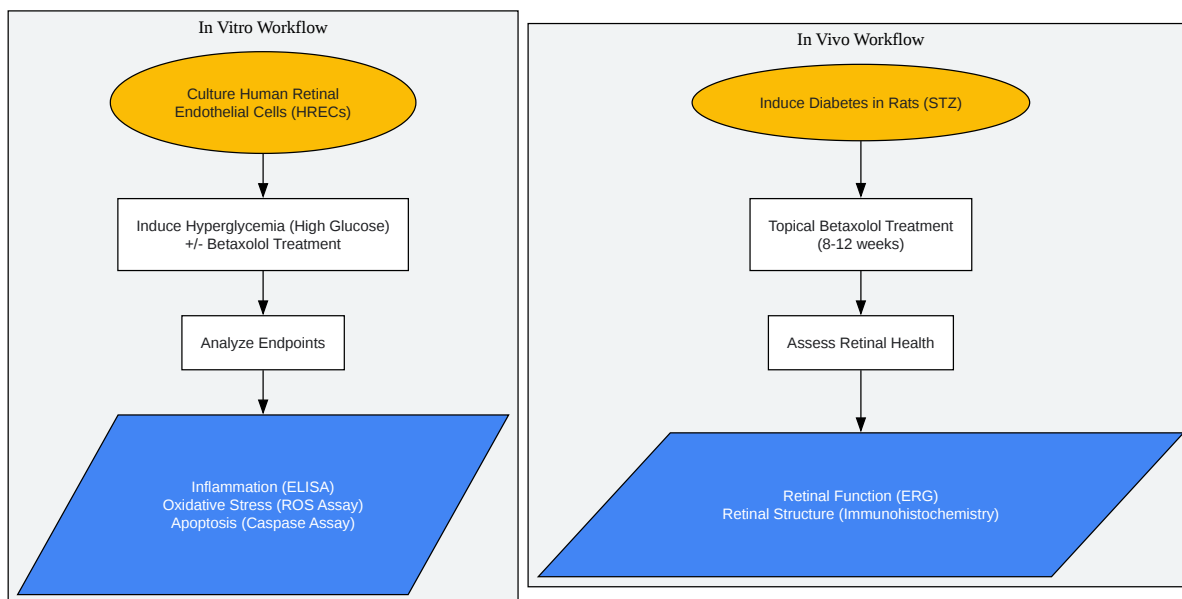 In Vitro Workflow
Culture Human Retinal
Endothelial Cells (HRECs)
Induce Hyperglycemia (High Glucose)
+/- Betaxolol Treatment
Analyze Endpoints
Inflammation (ELISA)
Oxidative Stress (ROS Assay)
Apoptosis (Caspase Assay)
In Vivo Workflow
Induce Diabetes in Rats (STZ)
Topical Betaxolol Treatment
(8-12 weeks)
Assess Retinal Health
Retinal Function (ERG)
Retinal Structure (Immunohistochemistry)